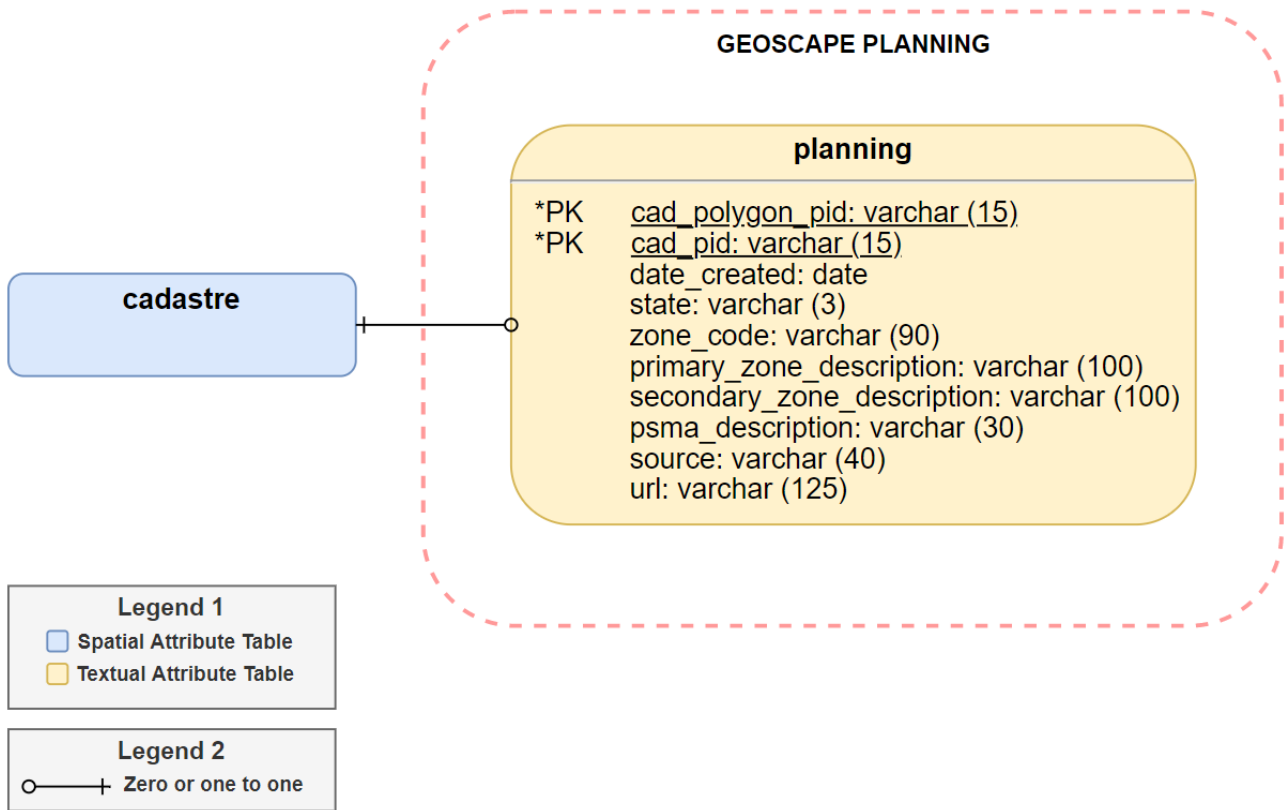 GEOSCAPE PLANNING
planning
*PK cad_polygon_pid: varchar (15)
*PK cad_pid: varchar (15)
date_created: date
state: varchar (3)
zone_code: varchar (90)
primary_zone_description: varchar (100)
secondary_zone_description: varchar (100)
psma_description: varchar (30)
source: varchar (40)
url: varchar (125)
cadastre
Legend 1
Spatial Attribute Table
Textual Attribute Table
Legend 2
Zero or one to one